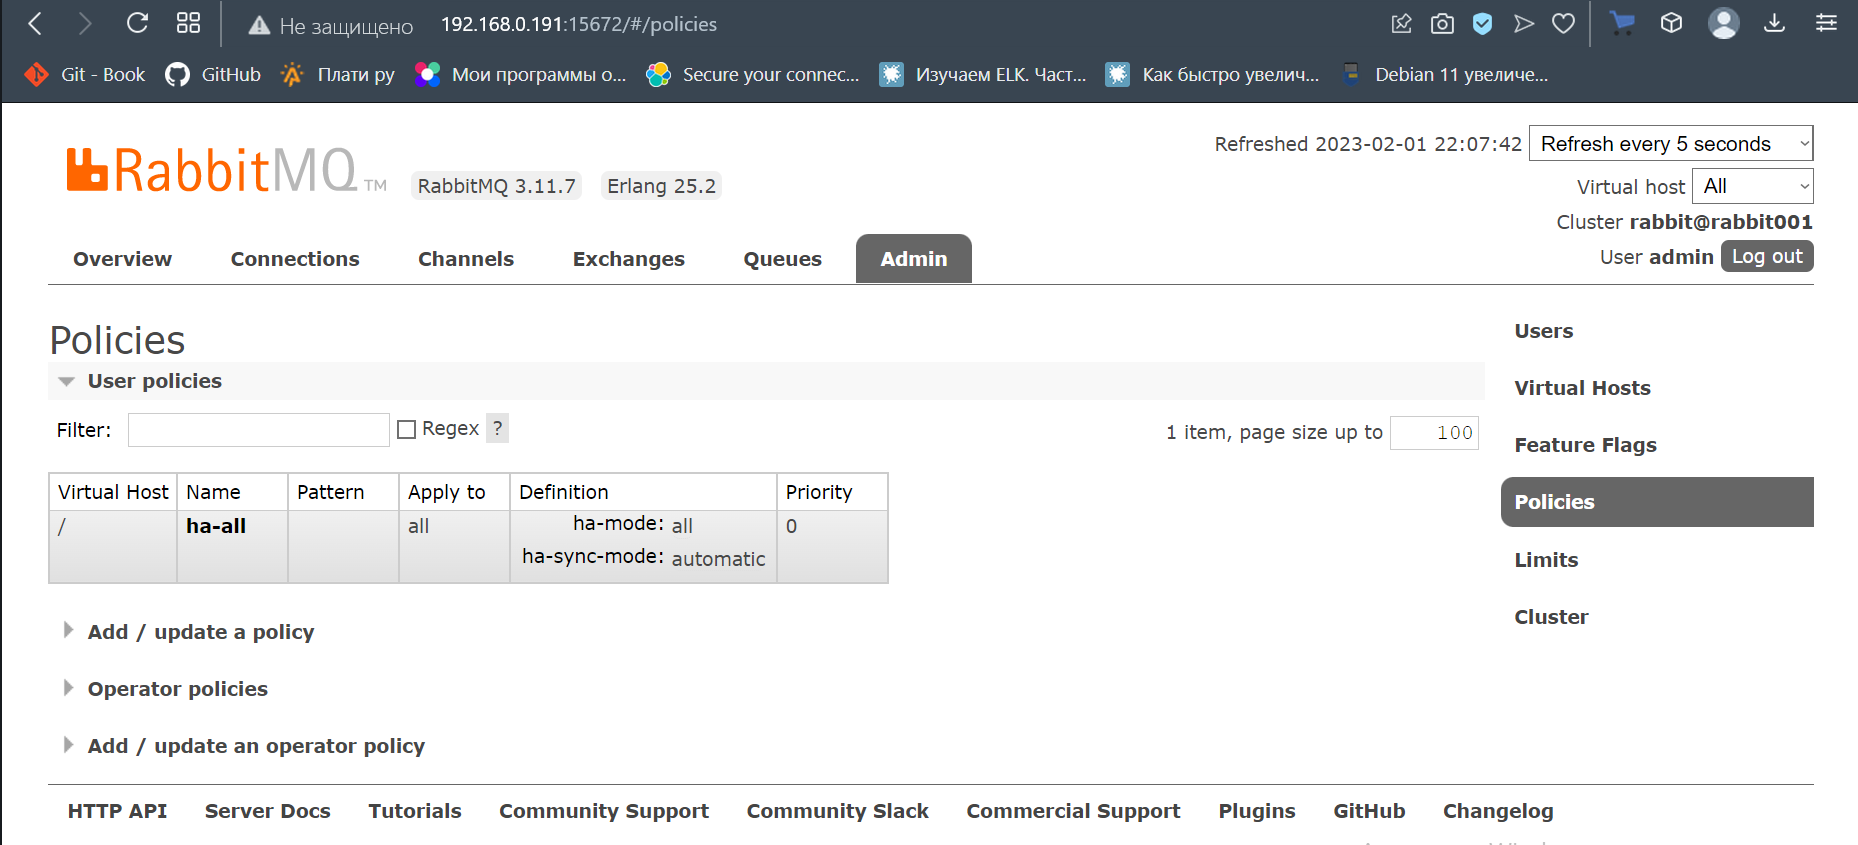 Не защищено 192.168.0.191:15672/#/policies
Git - Book GitHub Плати ру Мои программы о... Secure your connec... Изучаем ELK. Част... Как быстро увелич... Debian 11 увеличе...
Refreshed 2023-02-01 22:07:42 Refresh every 5 seconds
RabbitMQ TM RabbitMQ 3.11.7 Erlang 25.2
Virtual host All
Cluster rabbit@rabbit001
User admin Log out
Overview Connections Channels Exchanges Queues Admin
Policies
User policies
Filter: Regex ? 1 item, page size up to 100
Virtual Host Name Pattern Apply to Definition Priority
/ ha-all all ha-mode: all 0
ha-sync-mode: automatic
Add / update a policy
Operator policies
Add / update an operator policy
Users
Virtual Hosts
Feature Flags
Policies
Limits
Cluster
HTTP API Server Docs Tutorials Community Support Community Slack Commercial Support Plugins GitHub Changelog